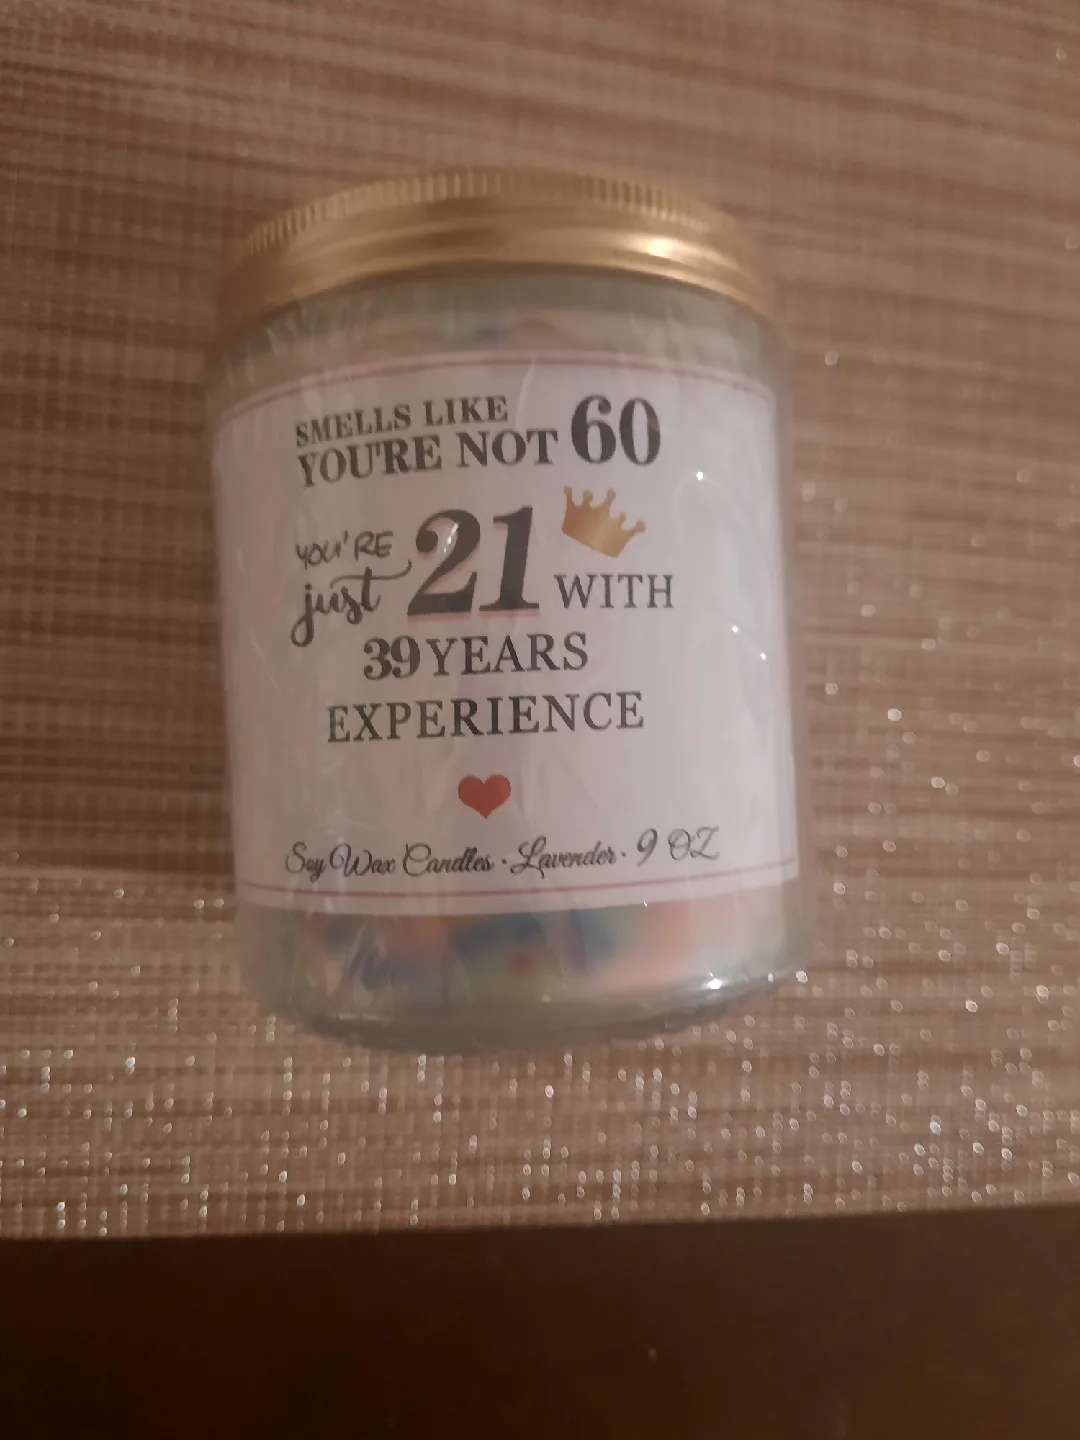 SMELLS LIKE
YOU'RE NOT 60
YOU'RE
just 21 WITH
39 YEARS
EXPERIENCE
Soy Wax Candles · Lavender · 9 OZ